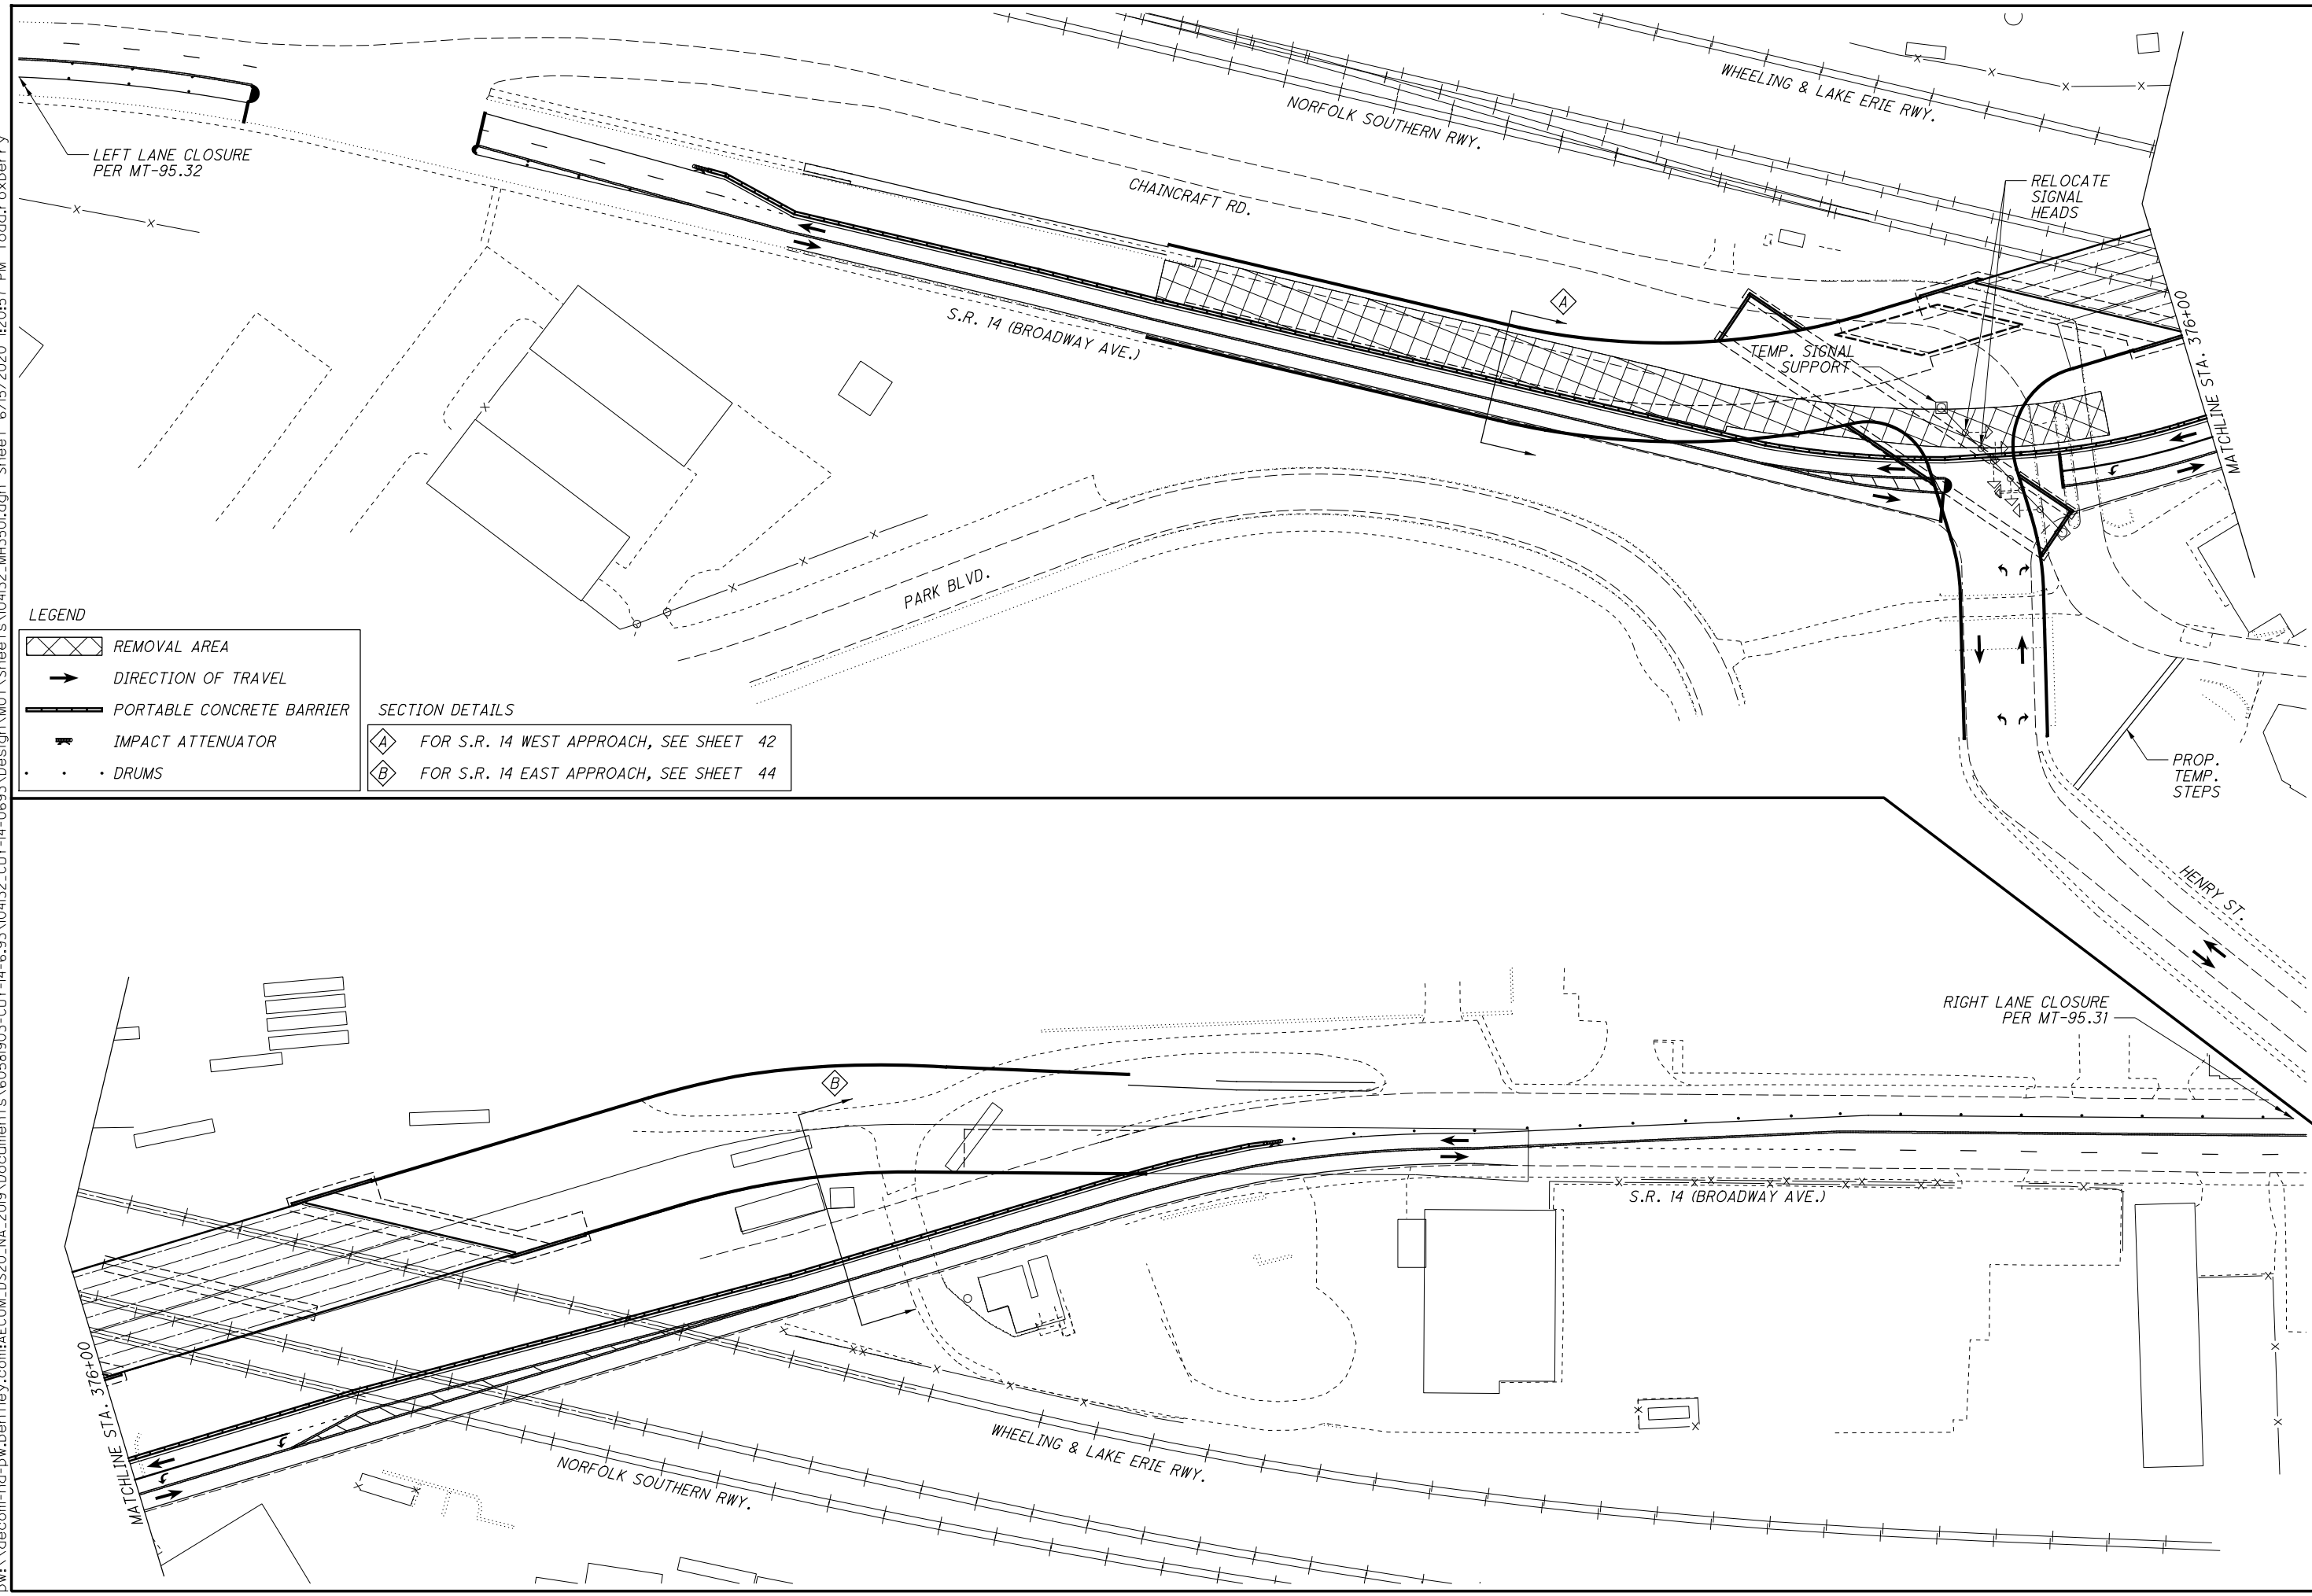 WHEELING & LAKE ERIE RWY.
NORFOLK SOUTHERN RWY.
LEFT LANE CLOSURE
PER MT-95.32
CHAINCRAFT RD.
RELOCATE
SIGNAL
HEADS
A
S.R. 14 (BROADWAY AVE.)
TEMP. SIGNAL
SUPPORT
MATCHLINE STA. 376+00
PARK BLVD.
LEGEND
REMOVAL AREA
DIRECTION OF TRAVEL
PORTABLE CONCRETE BARRIER
IMPACT ATTENUATOR
DRUMS
SECTION DETAILS
A FOR S.R. 14 WEST APPROACH, SEE SHEET 42
B FOR S.R. 14 EAST APPROACH, SEE SHEET 44
PROP.
TEMP.
STEPS
HENRY ST.
RIGHT LANE CLOSURE
PER MT-95.31
B
S.R. 14 (BROADWAY AVE.)
MATCHLINE STA. 376+00
WHEELING & LAKE ERIE RWY.
NORFOLK SOUTHERN RWY.